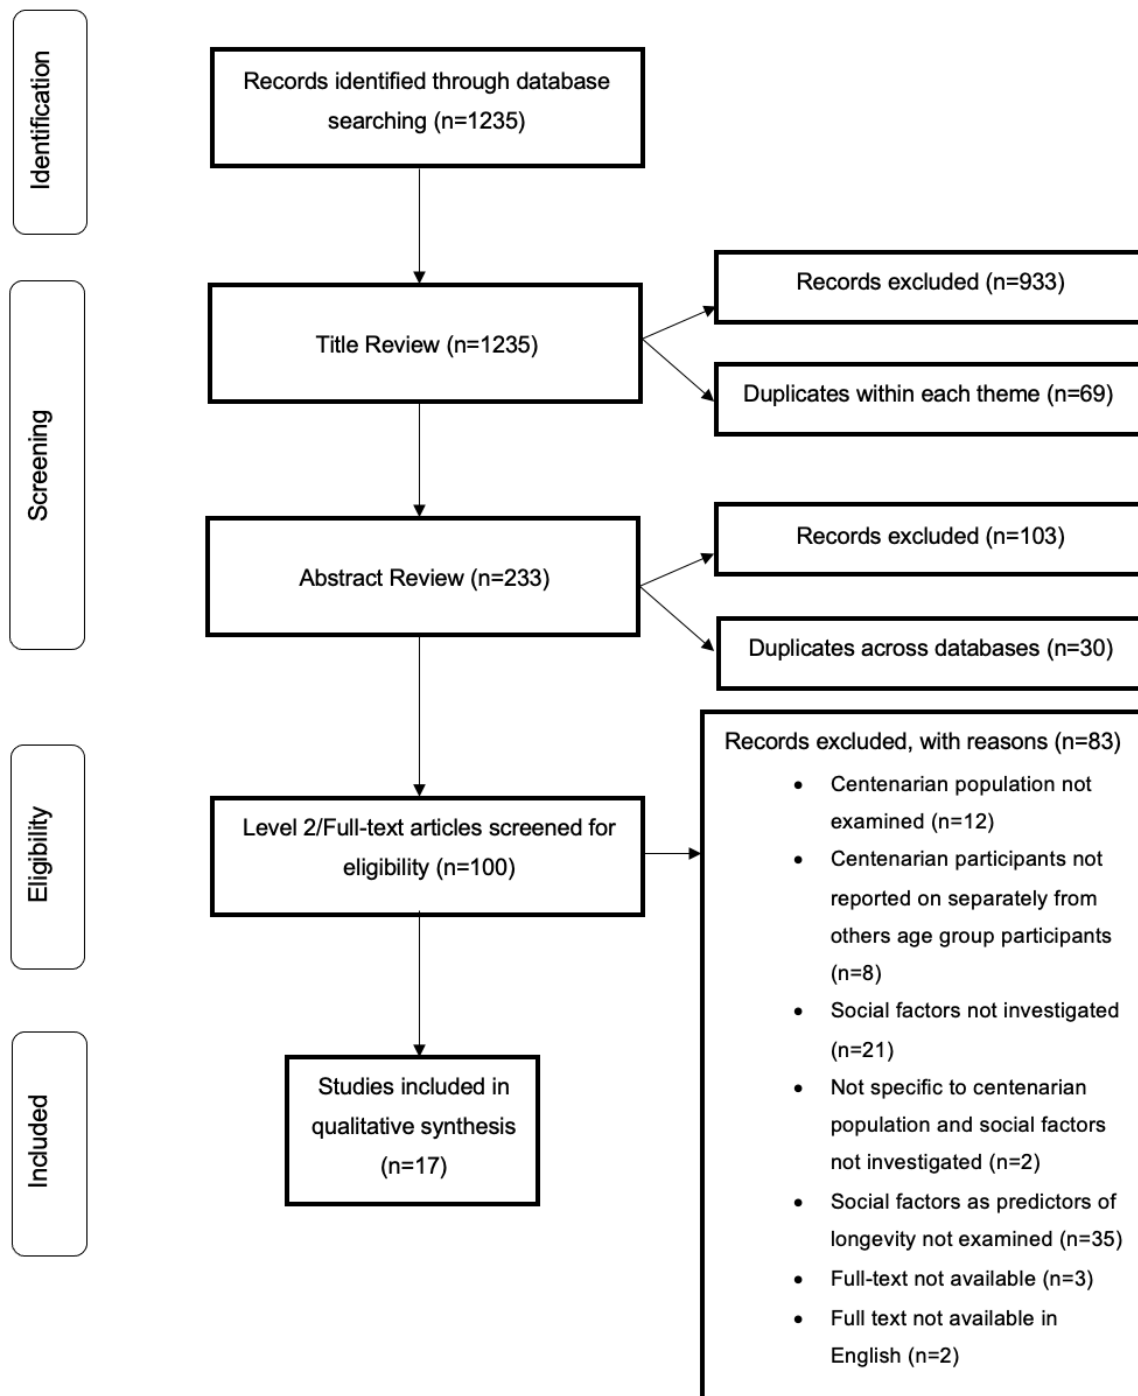 Identification
Records identified through database
searching (n=1235)
Screening
Title Review (n=1235)
Records excluded (n=933)
Duplicates within each theme (n=69)
Abstract Review (n=233)
Records excluded (n=103)
Duplicates across databases (n=30)
Eligibility
Level 2/Full-text articles screened for
eligibility (n=100)
Records excluded, with reasons (n=83)
• Centenarian population not
examined (n=12)
• Centenarian participants not
reported on separately from
others age group participants
(n=8)
• Social factors not investigated
(n=21)
• Not specific to centenarian
population and social factors
not investigated (n=2)
• Social factors as predictors of
longevity not examined (n=35)
• Full-text not available (n=3)
• Full text not available in
English (n=2)
Included
Studies included in
qualitative synthesis
(n=17)